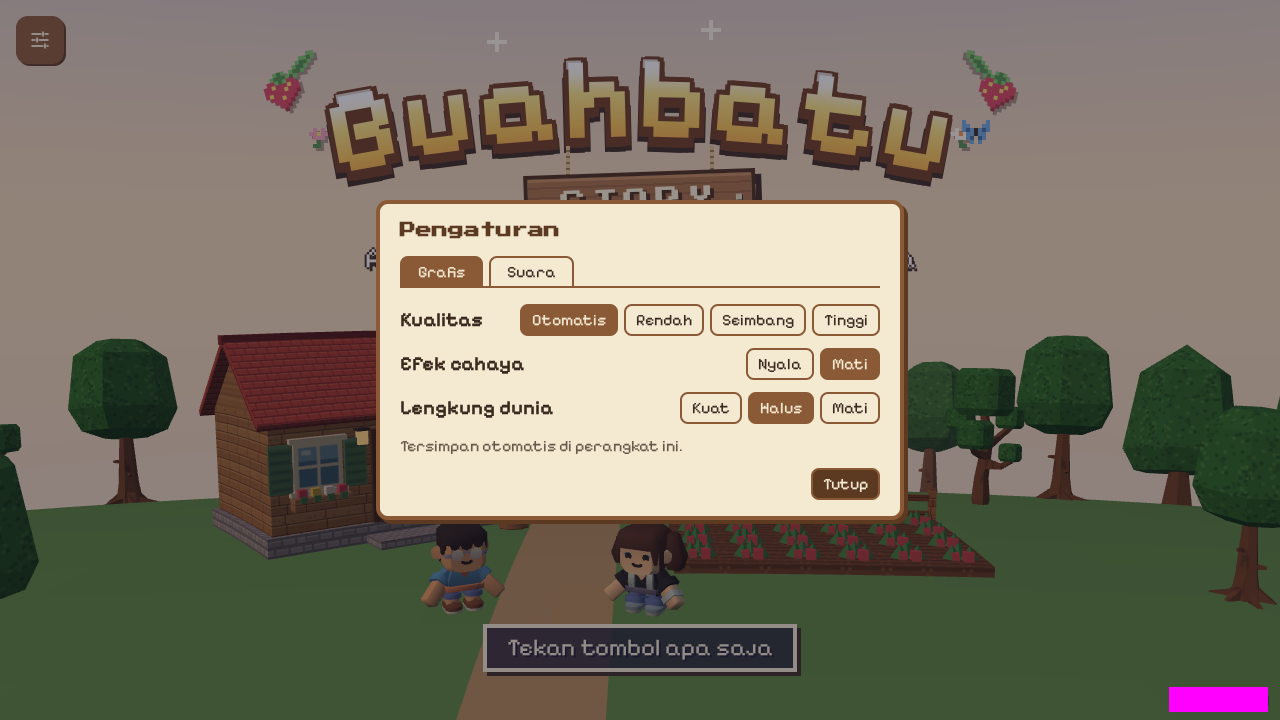 Buahbatu
STORY
Pengaturan
Grafis Suara
Kualitas Otomatis Rendah Seimbang Tinggi
Efek cahaya Nyala Mati
Lengkung dunia Kuat Halus Mati
Tersimpan otomatis di perangkat ini.
Tutup
Tekan tombol apa saja